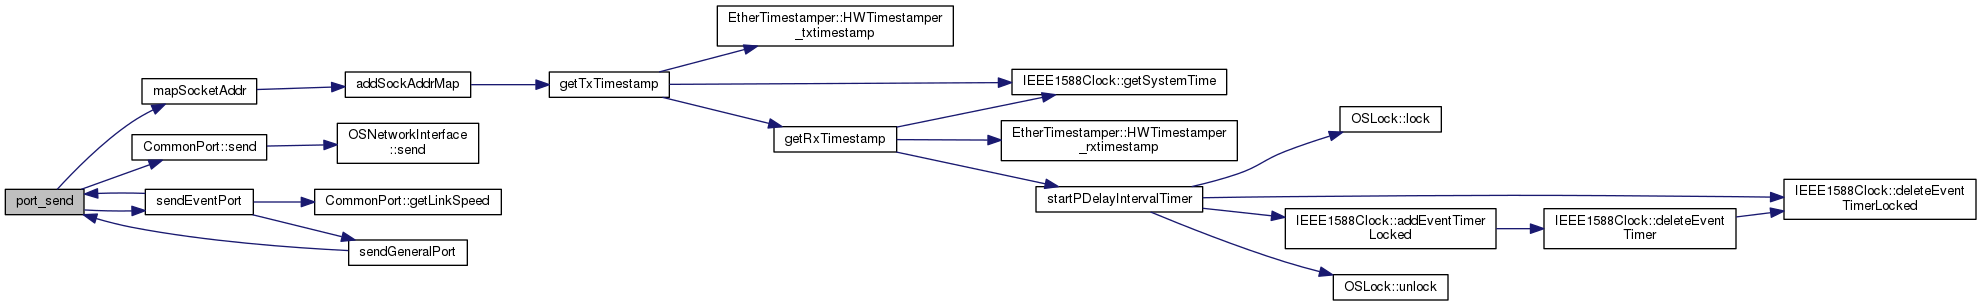 port_send
mapSocketAddr
CommonPort::send
sendEventPort
addSockAddrMap
OSNetworkInterface
::send
CommonPort::getLinkSpeed
sendGeneralPort
getTxTimestamp
EtherTimestamper::HWTimestamper
_txtimestamp
getRxTimestamp
IEEE1588Clock::getSystemTime
EtherTimestamper::HWTimestamper
_rxtimestamp
startPDelayIntervalTimer
OSLock::lock
IEEE1588Clock::addEventTimer
Locked
OSLock::unlock
IEEE1588Clock::deleteEvent
Timer
IEEE1588Clock::deleteEvent
TimerLocked